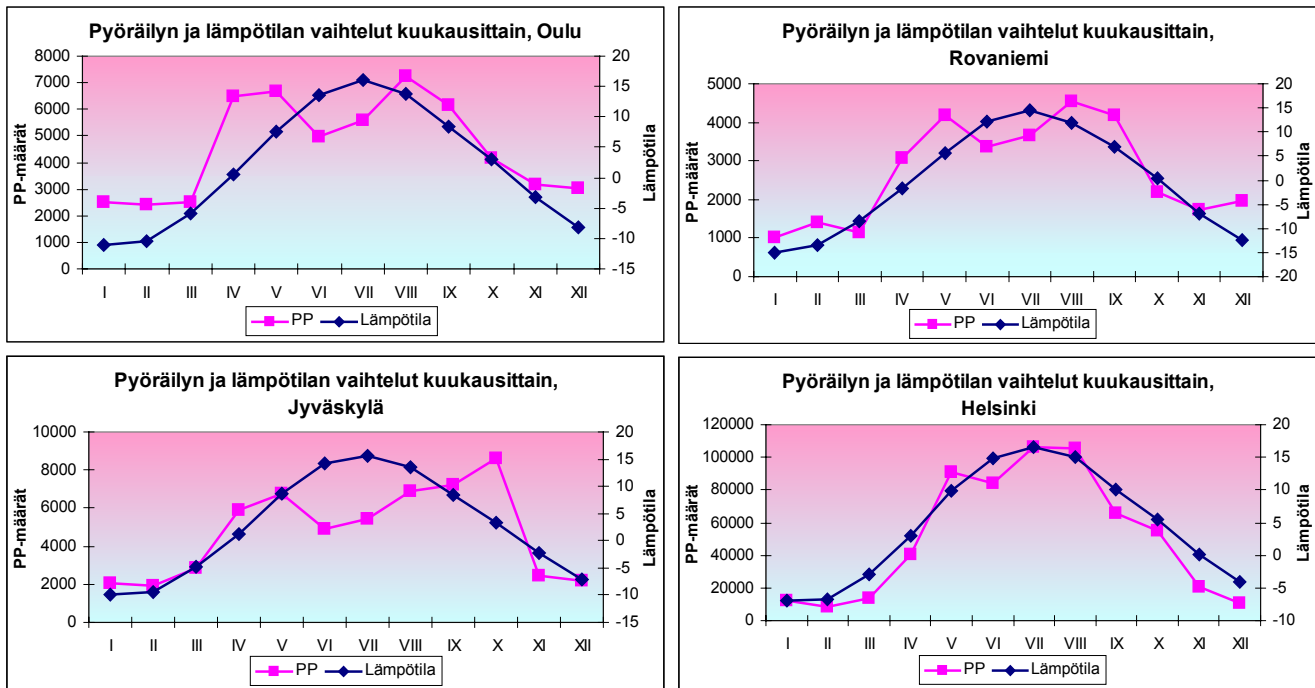 Pyöräilyn ja lämpötilan vaihtelut kuukausittain, Oulu
PP-määrät
8000
7000
6000
5000
4000
3000
2000
1000
0
20
15
10
5
0
-5
-10
-15
Lämpötila
I II III IV V VI VII VIII IX X XI XII
PP Lämpötila
Pyöräilyn ja lämpötilan vaihtelut kuukausittain,
Rovaniemi
PP-määrät
5000
4000
3000
2000
1000
0
20
15
10
5
0
-5
-10
-15
-20
Lämpötila
I II III IV V VI VII VIII IX X XI XII
PP Lämpötila
Pyöräilyn ja lämpötilan vaihtelut kuukausittain,
Jyväskylä
PP-määrät
10000
8000
6000
4000
2000
0
20
15
10
5
0
-5
-10
-15
Lämpötila
I II III IV V VI VII VIII IX X XI XII
PP Lämpötila
Pyöräilyn ja lämpötilan vaihtelut kuukausittain,
Helsinki
PP-määrät
120000
100000
80000
60000
40000
20000
0
20
15
10
5
0
-5
-10
Lämpötila
I II III IV V VI VII VIII IX X XI XII
PP Lämpötila